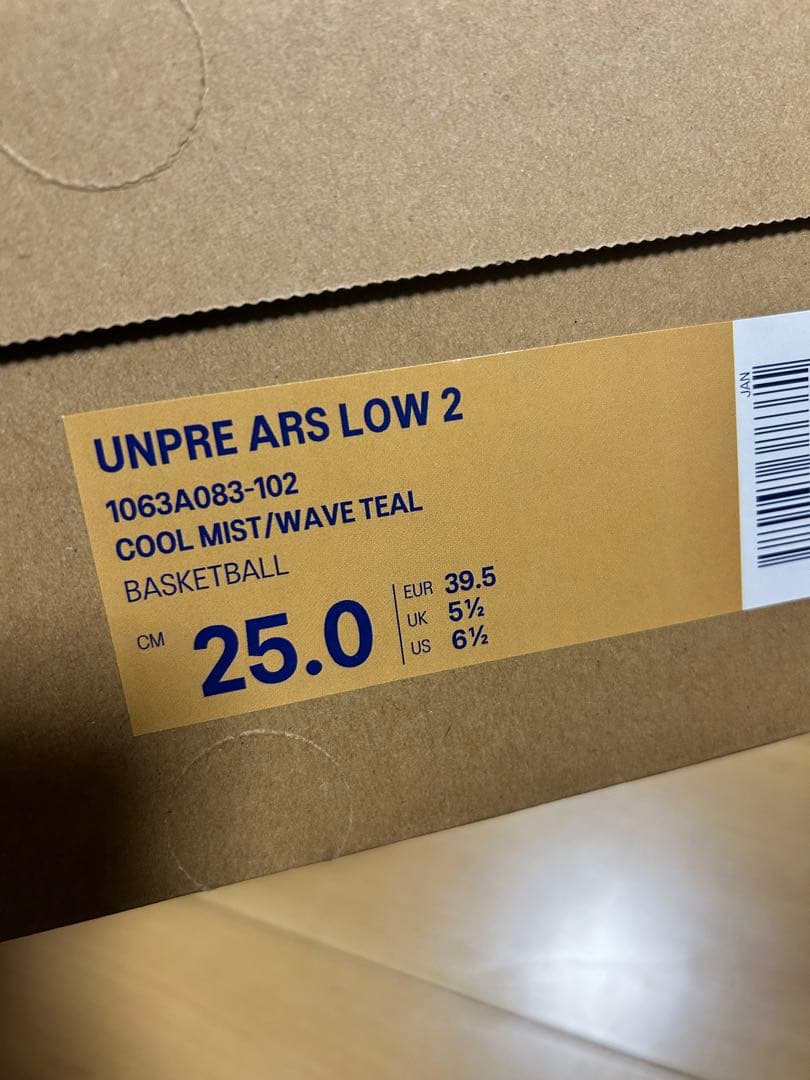 UNPRE ARS LOW 2
1063A083-102
COOL MIST/WAVE TEAL
BASKETBALL
CM 25.0
EUR 39.5
UK 5½
US 6½
JAN